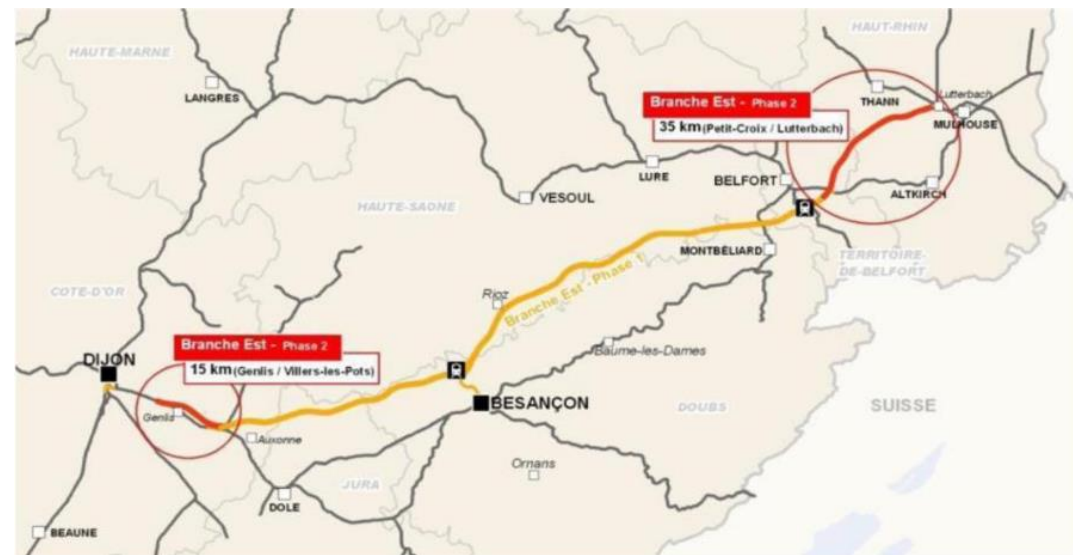 HAUT-RHIN
HAUTE-MARNE
LANGRES
THANN
Lutterbach
Branche Est - Phase 2
35 km (Petit-Croix / Lutterbach)
MULHOUSE
LURE
BELFORT
ALTKIRCH
VESOUL
HAUTE-SAONE
MONTBÉLIARD
TERRITOIRE-
DE-BELFORT
COTE-D'OR
Rioz
Branche Est - Phase 1
Branche Est - Phase 2
DIJON
15 km (Genlis / Villers-les-Pots)
Baume-les-Dames
BESANÇON
DOUBS
SUISSE
Genlis
Auxonne
Ornans
JURA
DOLE
BEAUNE